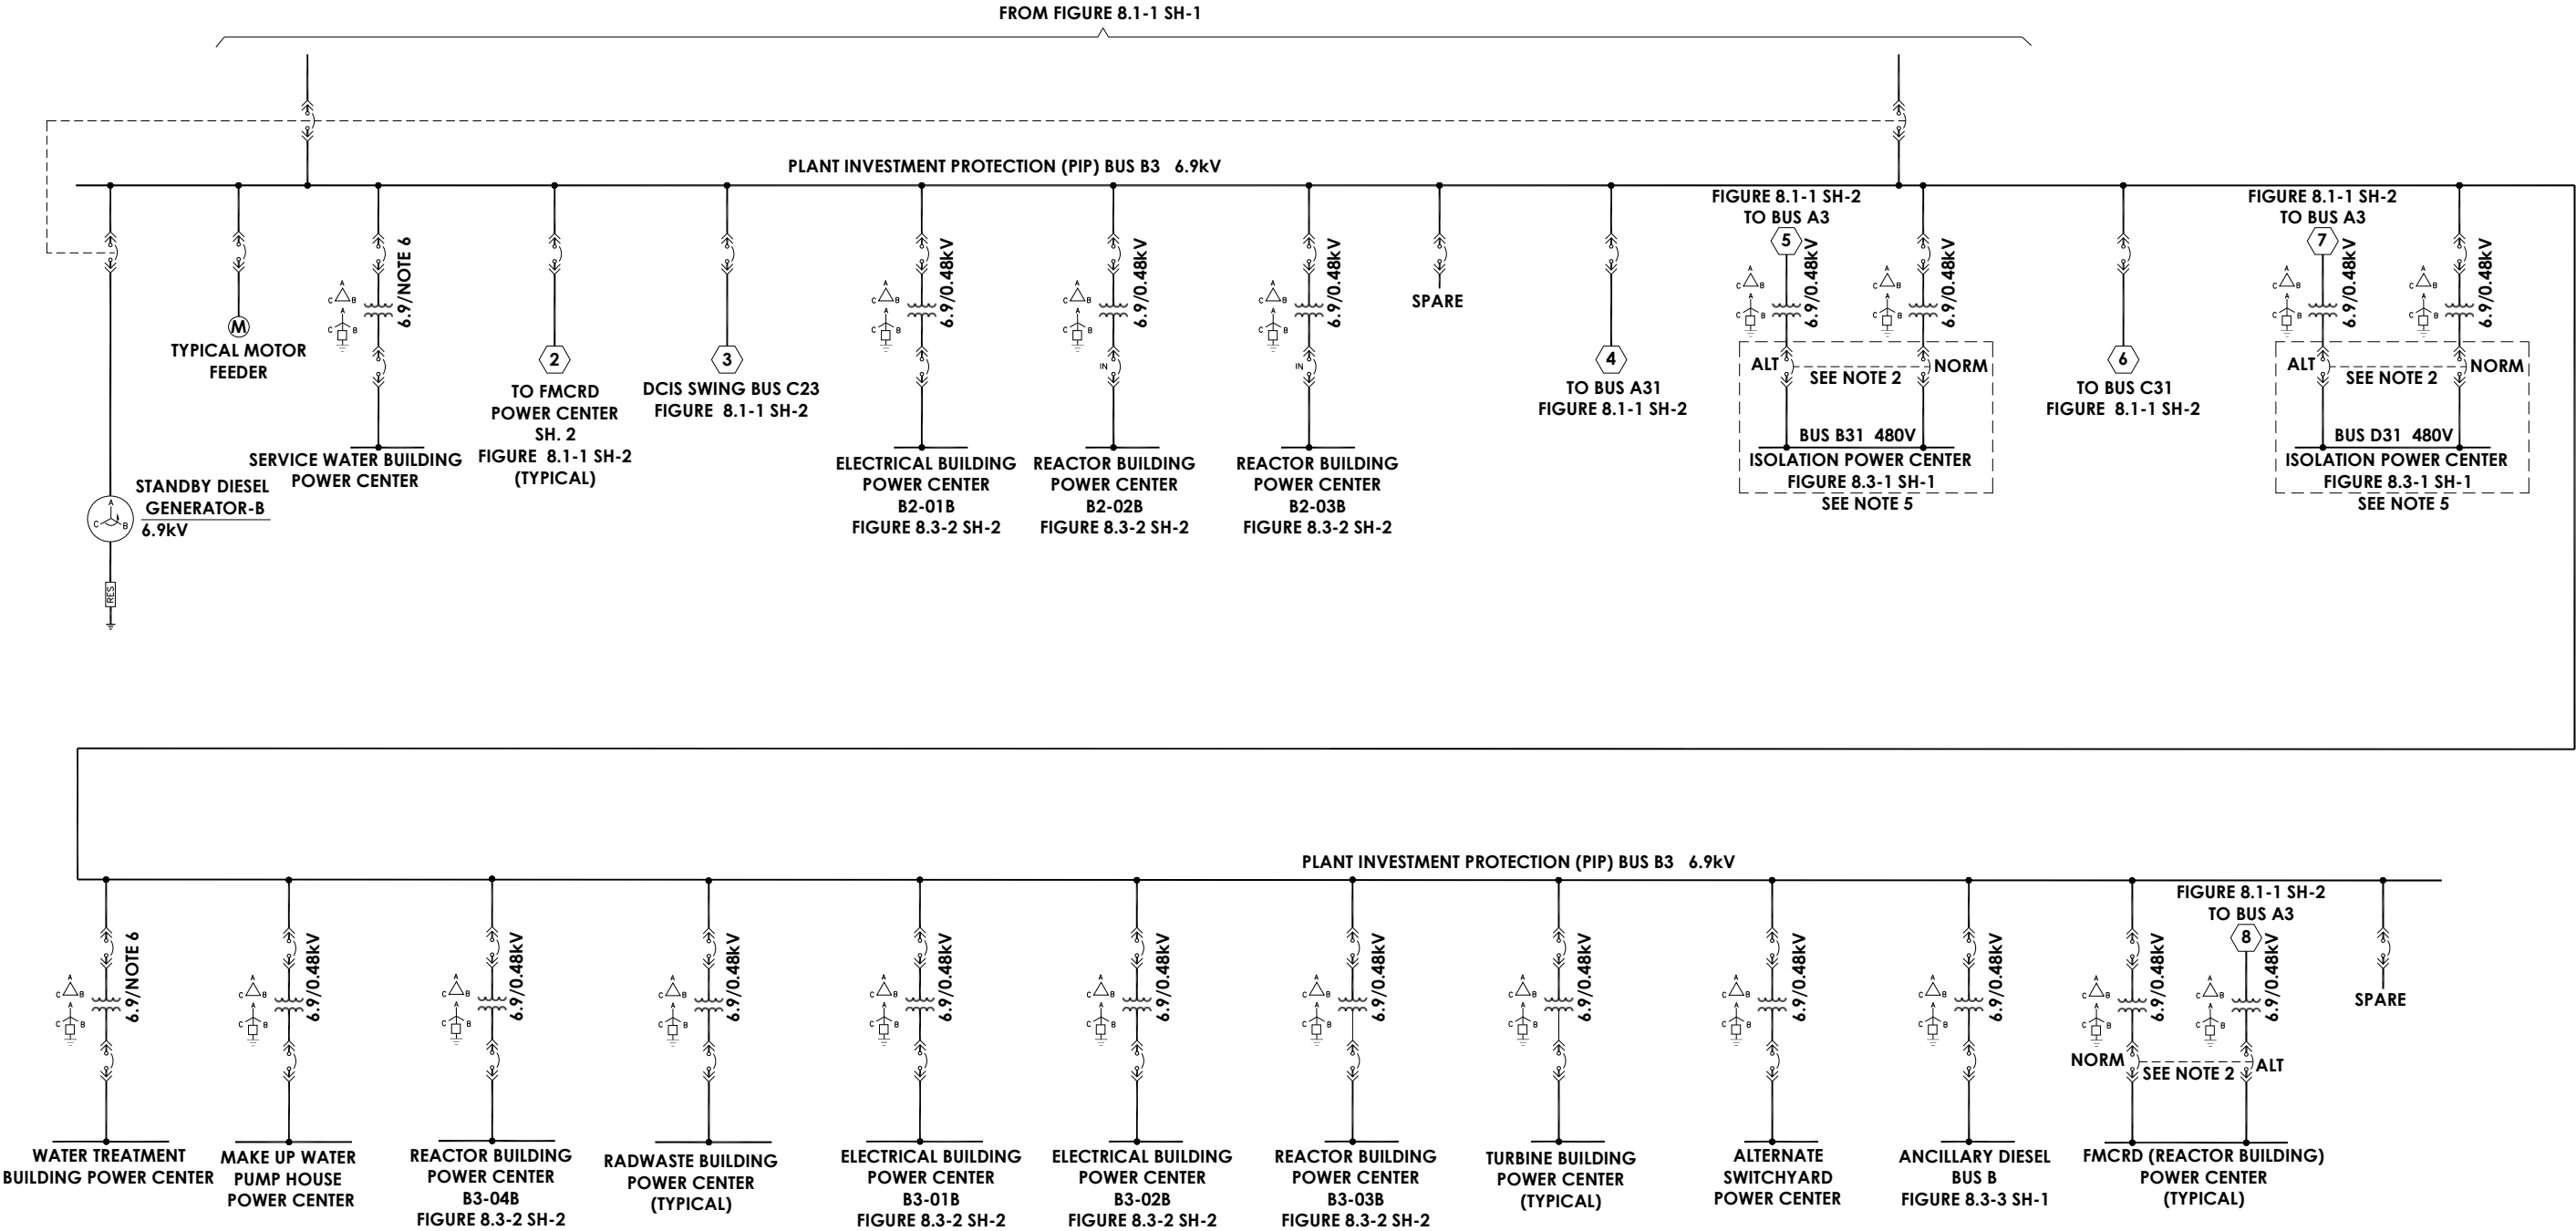 FROM FIGURE 8.1-1 SH-1
PLANT INVESTMENT PROTECTION (PIP) BUS B3 6.9kV
STANDBY DIESEL
GENERATOR-B
6.9kV
A
C
B
RES
M
TYPICAL MOTOR
FEEDER
6.9/NOTE 6
A
C B
A
C B
SERVICE WATER BUILDING
POWER CENTER
2
TO FMCRD
POWER CENTER
SH. 2
FIGURE 8.1-1 SH-2
(TYPICAL)
3
DCIS SWING BUS C23
FIGURE 8.1-1 SH-2
6.9/0.48kV
A
C B
A
C B
ELECTRICAL BUILDING
POWER CENTER
B2-01B
FIGURE 8.3-2 SH-2
6.9/0.48kV
A
C B
A
C B
IN
REACTOR BUILDING
POWER CENTER
B2-02B
FIGURE 8.3-2 SH-2
6.9/0.48kV
A
C B
A
C B
IN
REACTOR BUILDING
POWER CENTER
B2-03B
FIGURE 8.3-2 SH-2
SPARE
4
TO BUS A31
FIGURE 8.1-1 SH-2
FIGURE 8.1-1 SH-2
TO BUS A3
5
6.9/0.48kV
A
C B
A
C B
6.9/0.48kV
A
C B
A
C B
ALT
SEE NOTE 2
NORM
BUS B31 480V
ISOLATION POWER CENTER
FIGURE 8.3-1 SH-1
SEE NOTE 5
6
TO BUS C31
FIGURE 8.1-1 SH-2
FIGURE 8.1-1 SH-2
TO BUS A3
7
6.9/0.48kV
A
C B
A
C B
6.9/0.48kV
A
C B
A
C B
ALT
SEE NOTE 2
NORM
BUS D31 480V
ISOLATION POWER CENTER
FIGURE 8.3-1 SH-1
SEE NOTE 5
PLANT INVESTMENT PROTECTION (PIP) BUS B3 6.9kV
6.9/NOTE 6
A
C B
A
C B
WATER TREATMENT
BUILDING POWER CENTER
6.9/0.48kV
A
C B
A
C B
MAKE UP WATER
PUMP HOUSE
POWER CENTER
6.9/0.48kV
A
C B
A
C B
REACTOR BUILDING
POWER CENTER
B3-04B
FIGURE 8.3-2 SH-2
6.9/0.48kV
A
C B
A
C B
RADWASTE BUILDING
POWER CENTER
(TYPICAL)
6.9/0.48kV
A
C B
A
C B
ELECTRICAL BUILDING
POWER CENTER
B3-01B
FIGURE 8.3-2 SH-2
6.9/0.48kV
A
C B
A
C B
ELECTRICAL BUILDING
POWER CENTER
B3-02B
FIGURE 8.3-2 SH-2
6.9/0.48kV
A
C B
A
C B
REACTOR BUILDING
POWER CENTER
B3-03B
FIGURE 8.3-2 SH-2
6.9/0.48kV
A
C B
A
C B
TURBINE BUILDING
POWER CENTER
(TYPICAL)
6.9/0.48kV
A
C B
A
C B
ALTERNATE
SWITCHYARD
POWER CENTER
6.9/0.48kV
A
C B
A
C B
ANCILLARY DIESEL
BUS B
FIGURE 8.3-3 SH-1
6.9/0.48kV
A
C B
A
C B
FIGURE 8.1-1 SH-2
TO BUS A3
8
6.9/0.48kV
A
C B
A
C B
NORM
SEE NOTE 2
ALT
FMCRD (REACTOR BUILDING)
POWER CENTER
(TYPICAL)
SPARE